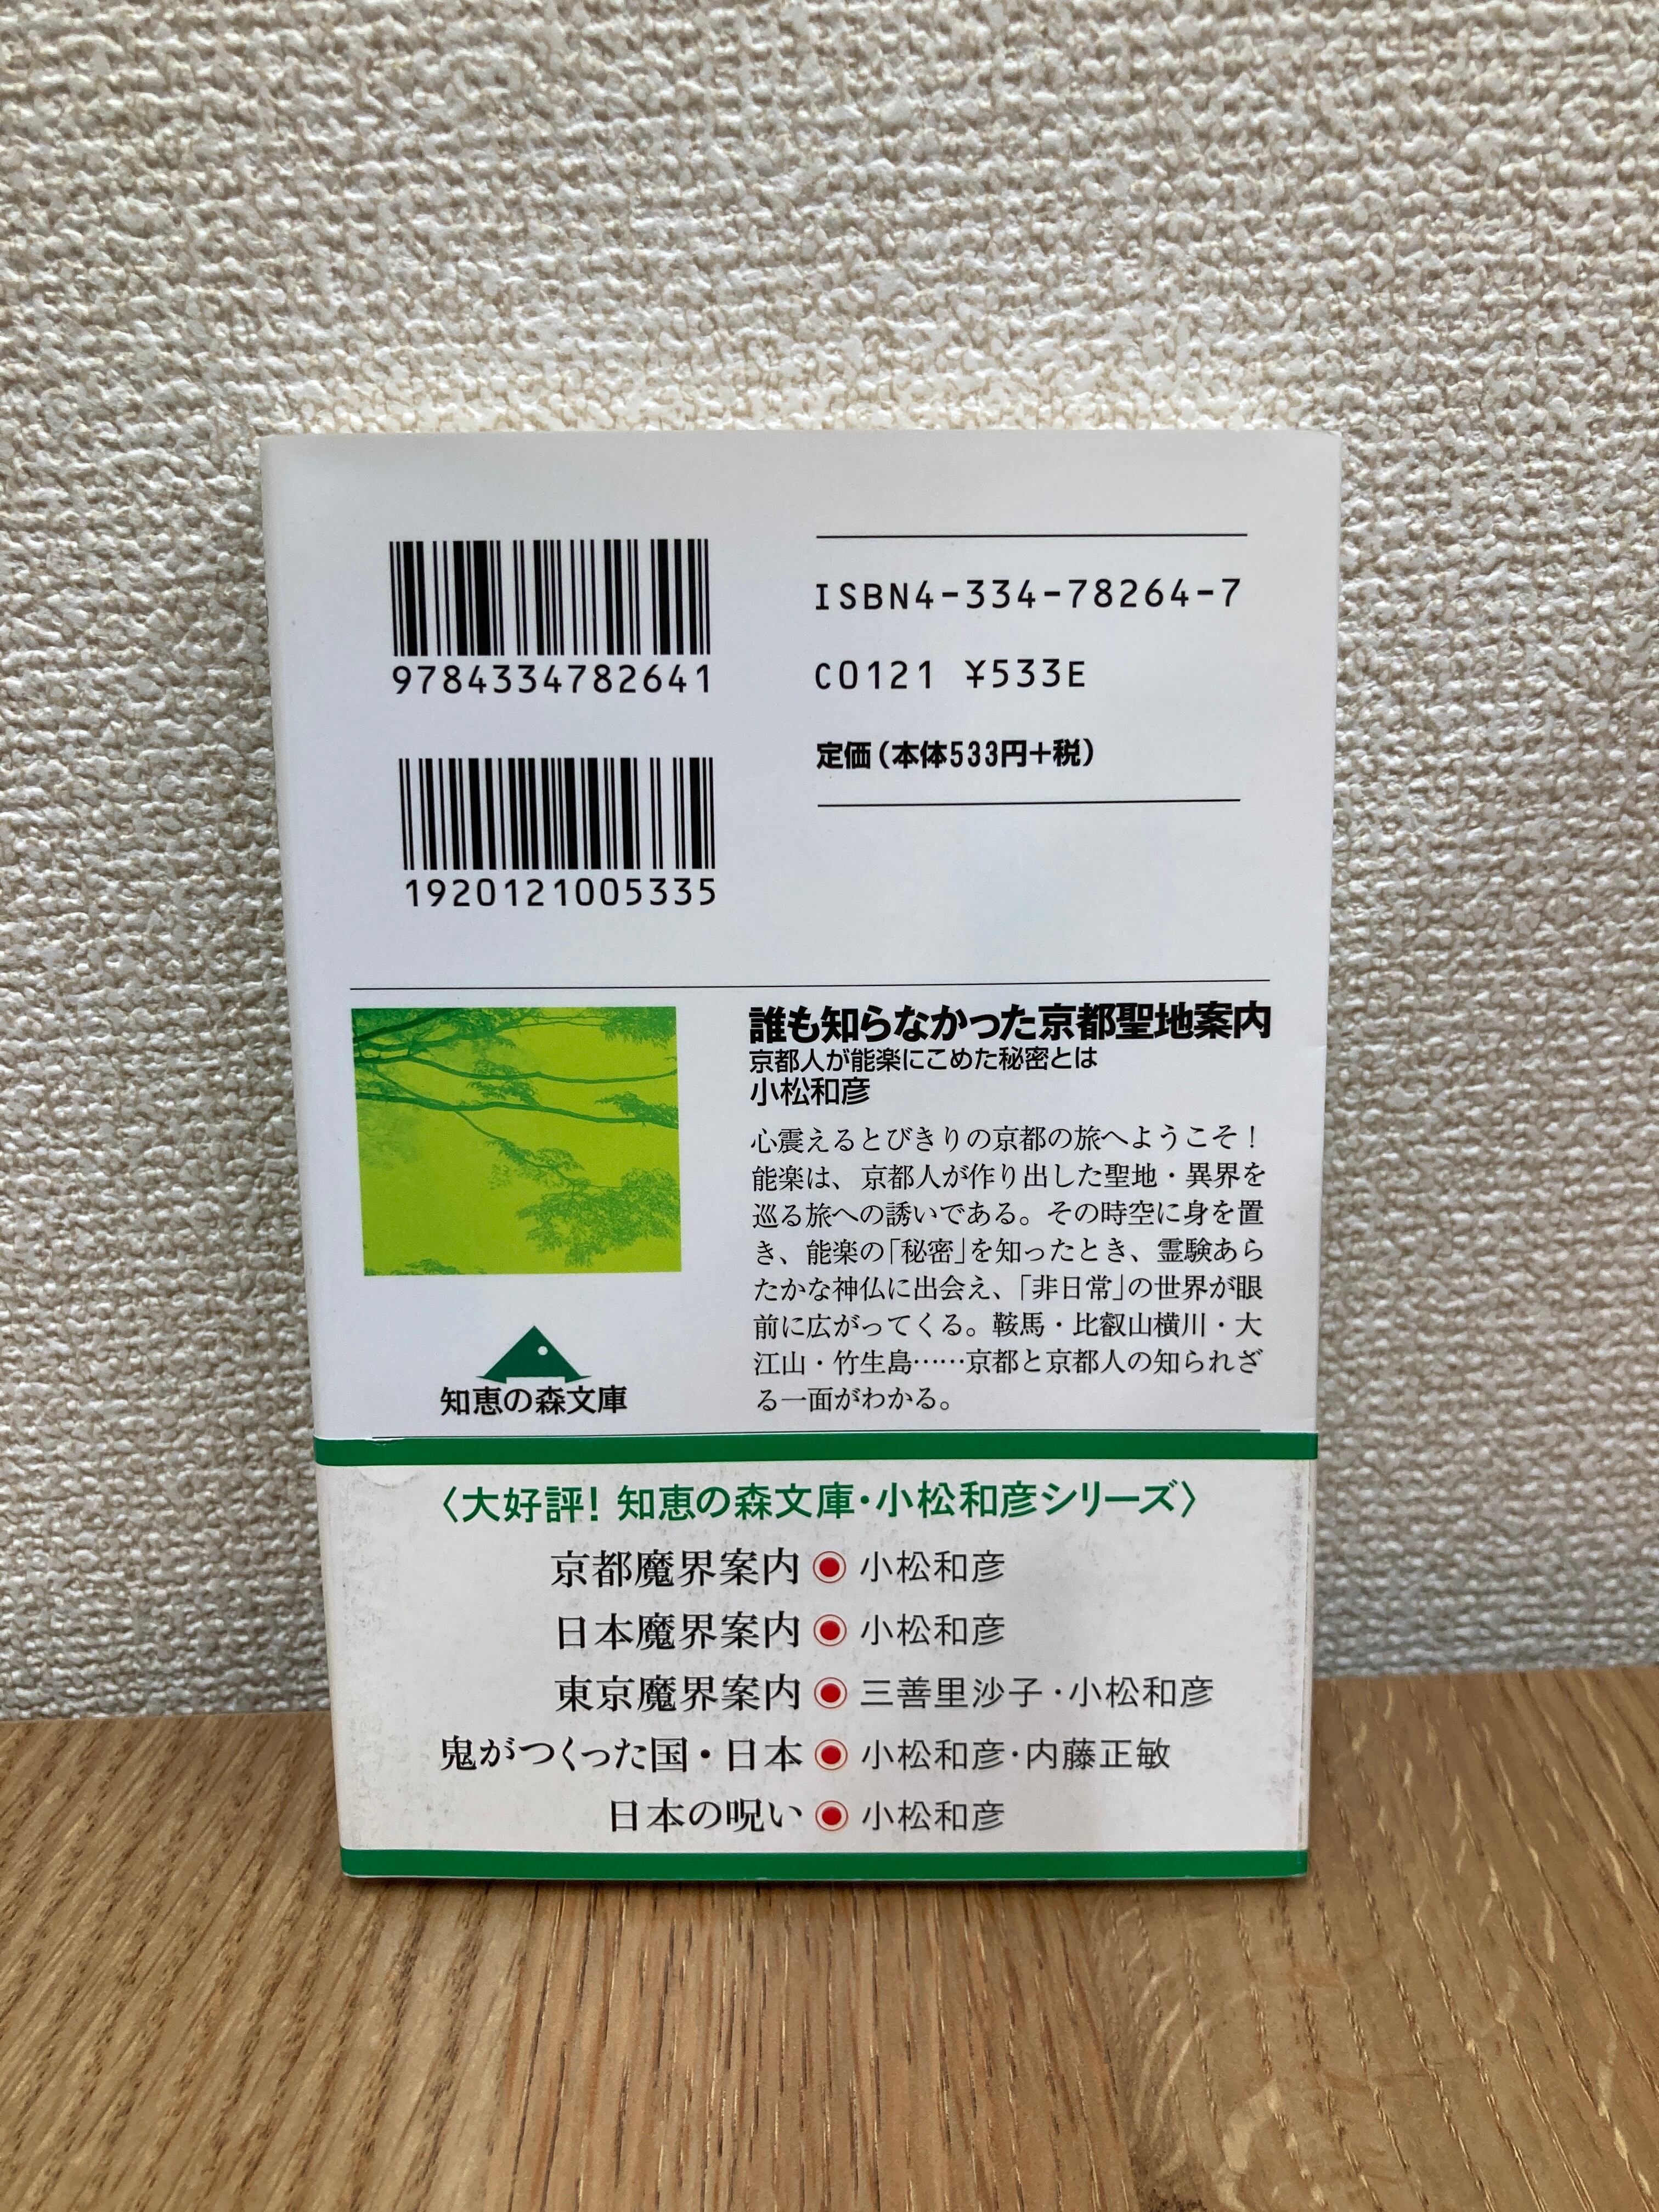 9784334782641
1920121005335
ISBN4-334-78264-7
C0121 ¥533E
定価(本体533円+税)
誰も知らなかった京都聖地案内
京都人が能楽にこめた秘密とは
小松和彦
心震えるとびきりの京都の旅へようこそ!
能楽は、京都人が作り出した聖地・異界を
巡る旅への誘いである。その時空に身を置
き、能楽の「秘密」を知ったとき、霊験あら
たかな神仏に出会え、「非日常」の世界が眼
前に広がってくる。鞍馬・比叡山横川・大
江山・竹生島……京都と京都人の知られざ
る一面がわかる。
知恵の森文庫
〈大好評! 知恵の森文庫・小松和彦シリーズ〉
京都魔界案内 ◉ 小松和彦
日本魔界案内 ◉ 小松和彦
東京魔界案内 ◉ 三善里沙子・小松和彦
鬼がつくった国・日本 ◉ 小松和彦・内藤正敏
日本の呪い ◉ 小松和彦